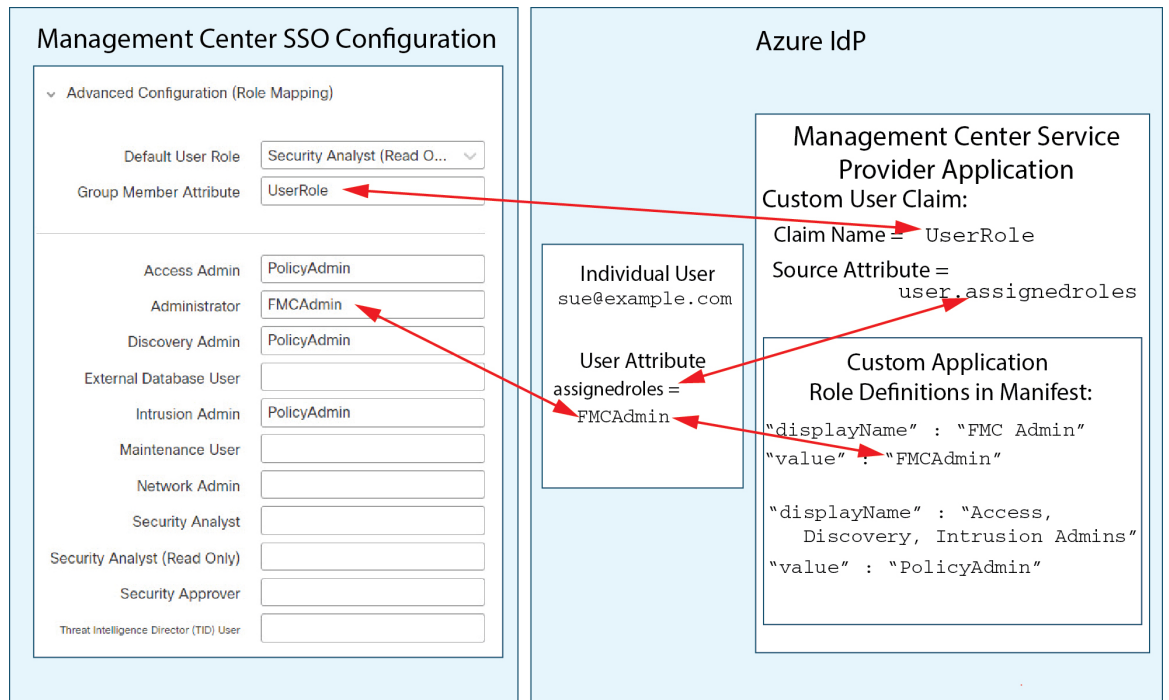 Management Center SSO Configuration
Advanced Configuration (Role Mapping)
Default User Role Security Analyst (Read O...
Group Member Attribute UserRole
Access Admin PolicyAdmin
Administrator FMCAdmin
Discovery Admin PolicyAdmin
External Database User
Intrusion Admin PolicyAdmin
Maintenance User
Network Admin
Security Analyst
Security Analyst (Read Only)
Security Approver
Threat Intelligence Director (TID) User
Azure IdP
Individual User
sue@example.com
User Attribute
assignedroles =
FMCAdmin
Management Center Service
Provider Application
Custom User Claim:
Claim Name = UserRole
Source Attribute =
user.assignedroles
Custom Application
Role Definitions in Manifest:
“displayName” : “FMC Admin”
“value” : “FMCAdmin”
“displayName” : “Access,
Discovery, Intrusion Admins”
“value” : “PolicyAdmin”